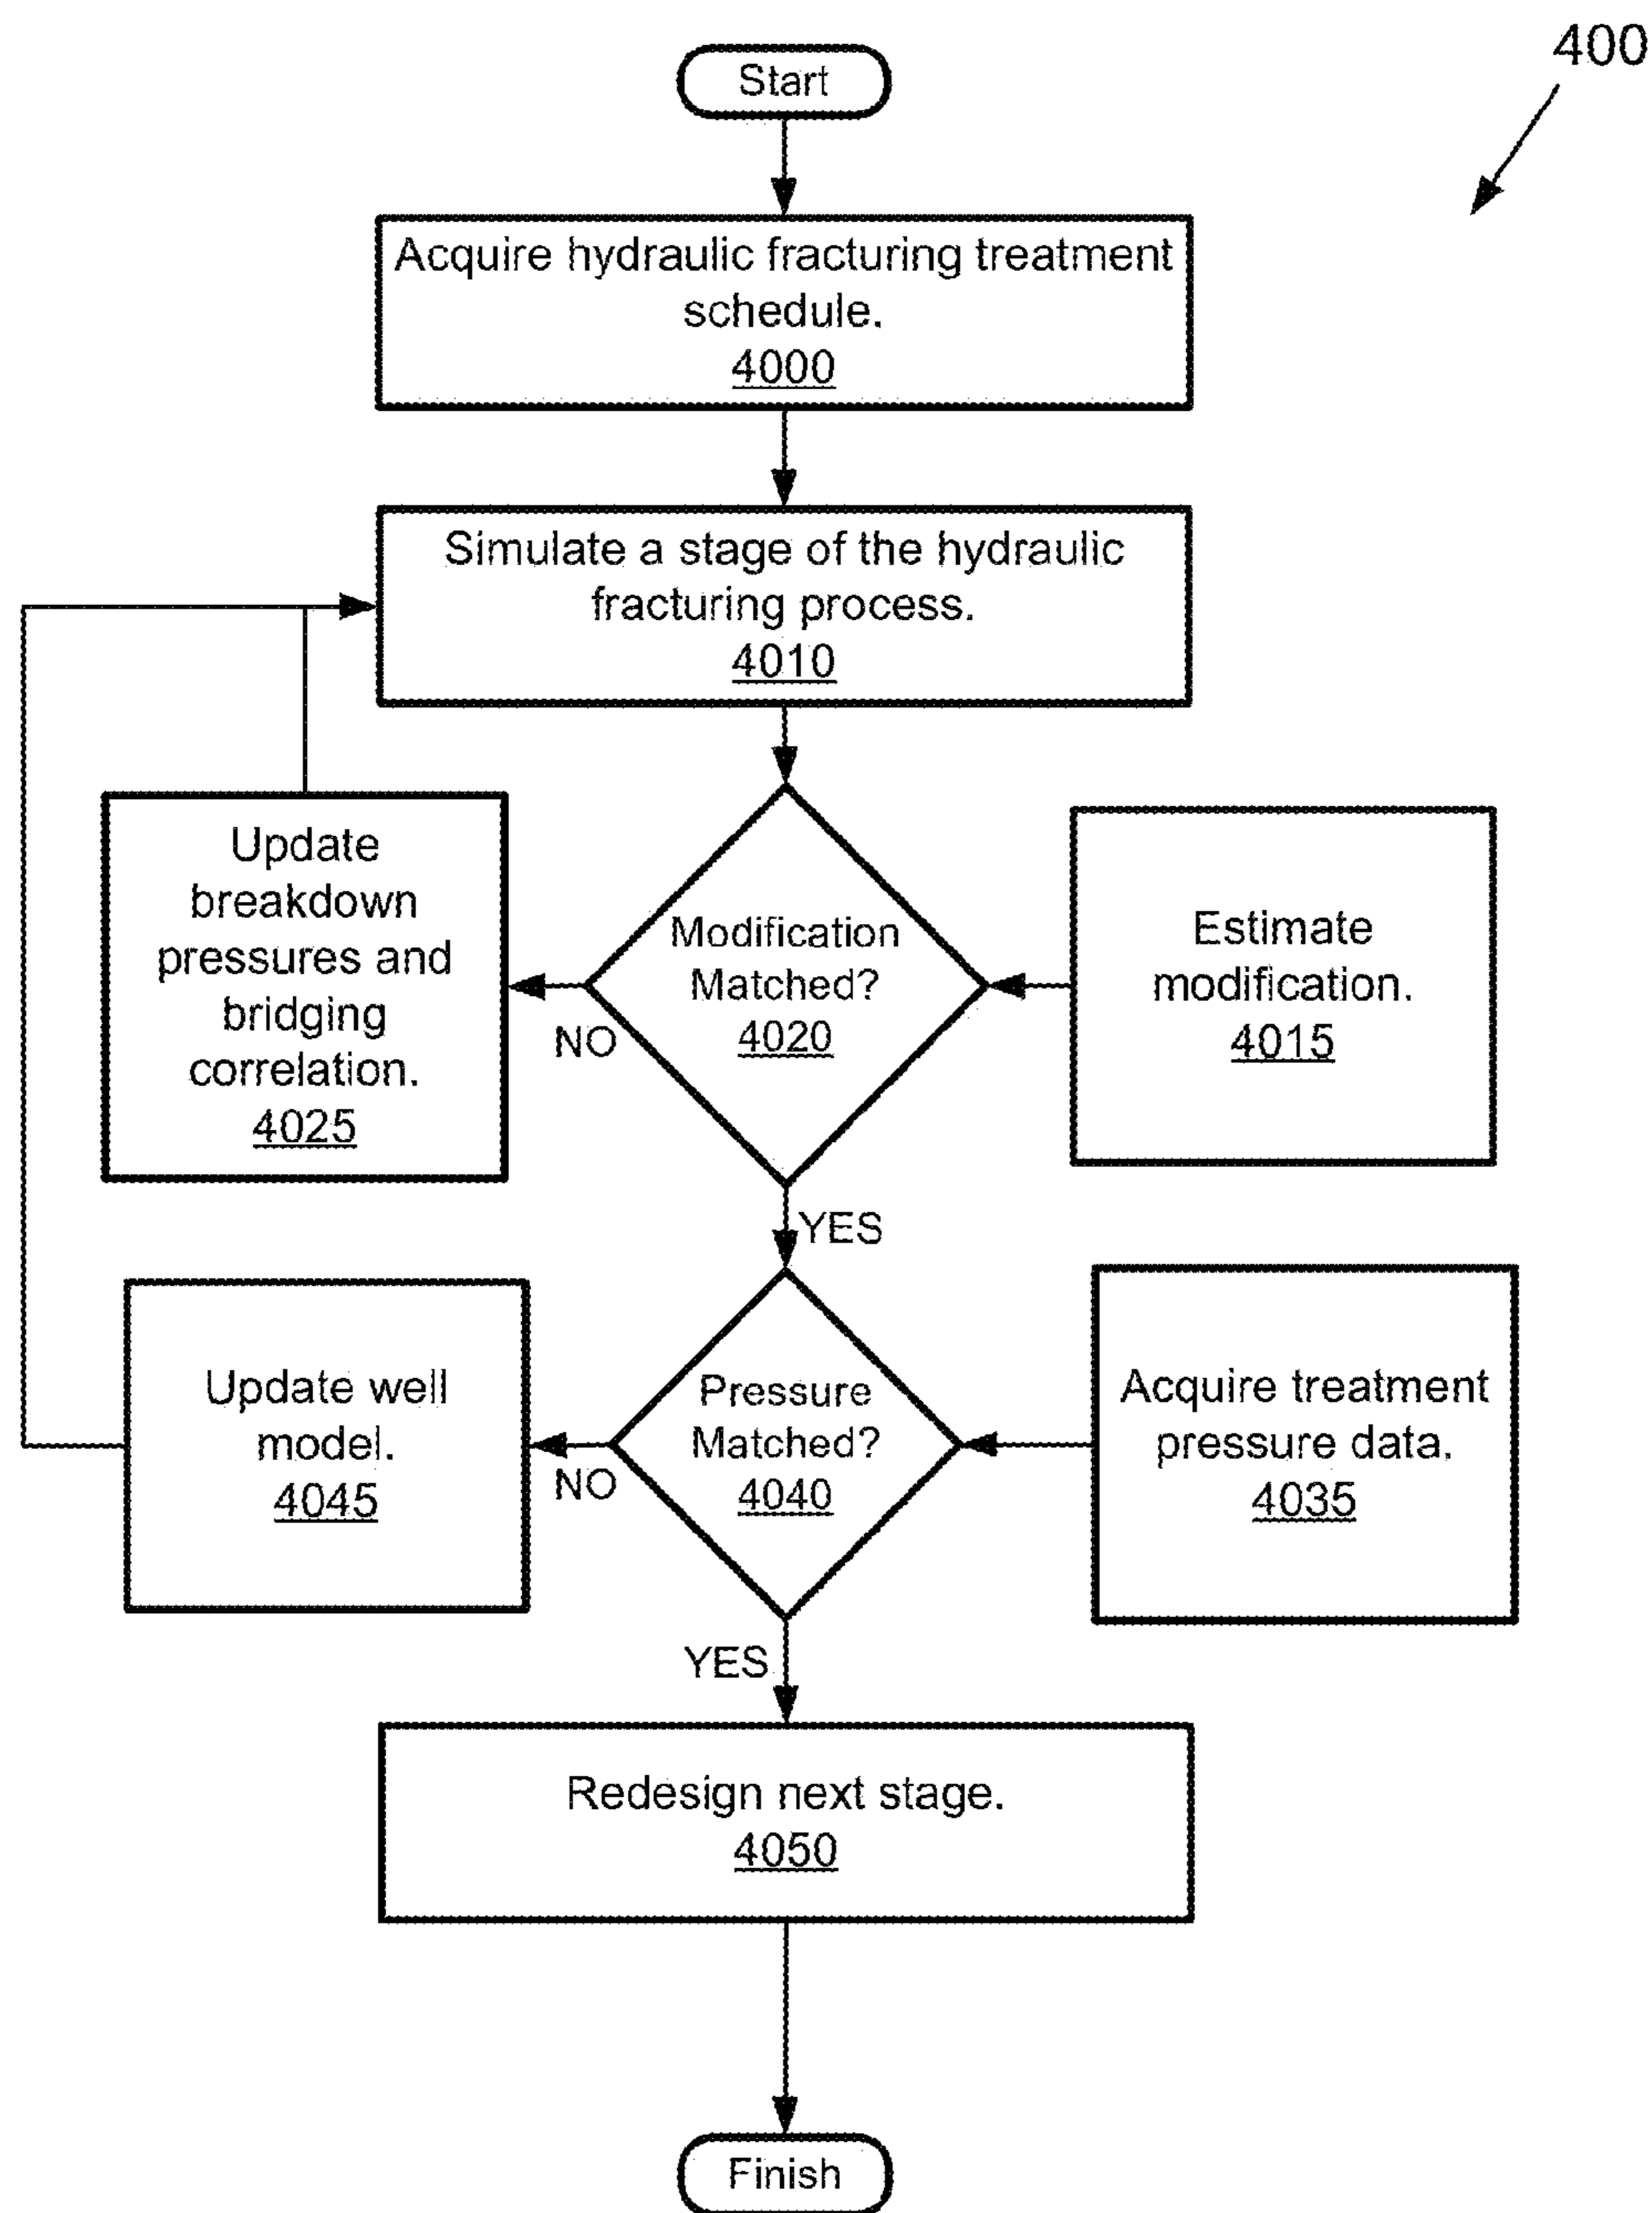 400
Start
Acquire hydraulic fracturing treatment
schedule.
4000
Simulate a stage of the hydraulic
fracturing process.
4010
Update
breakdown
pressures and
bridging
correlation.
4025
Modification
Matched?
4020
Estimate
modification.
4015
NO
YES
Update well
model.
4045
Pressure
Matched?
4040
Acquire treatment
pressure data.
4035
NO
YES
Redesign next stage.
4050
Finish